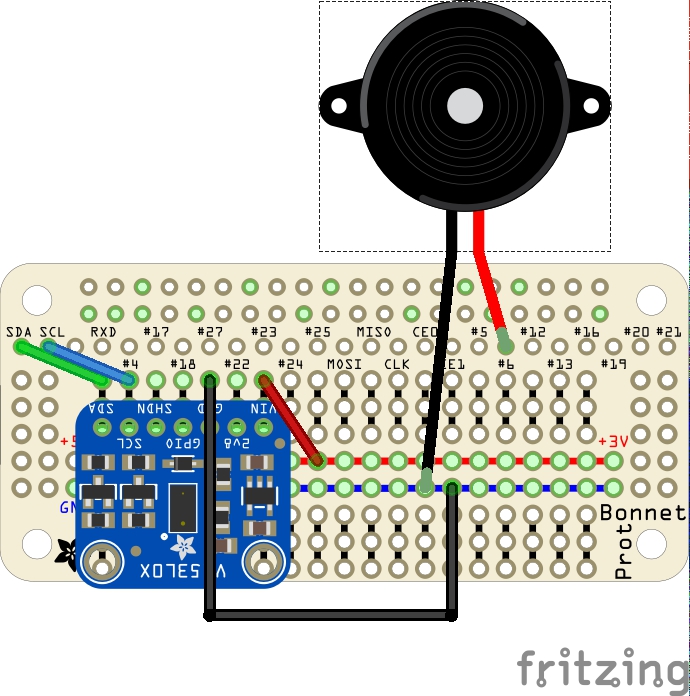 SDA SCL RXD #17 #27 #23 #25 MISO CE0 #5 #12 #16 #20 #21
#4 #18 #22 #24 MOSI CLK CE1 #6 #13 #19
SDA SHDN GND VIN
SCL GPIO 2v8
+5 +3V
GN
Bonnet
Prot
VL53L0X
fritzing